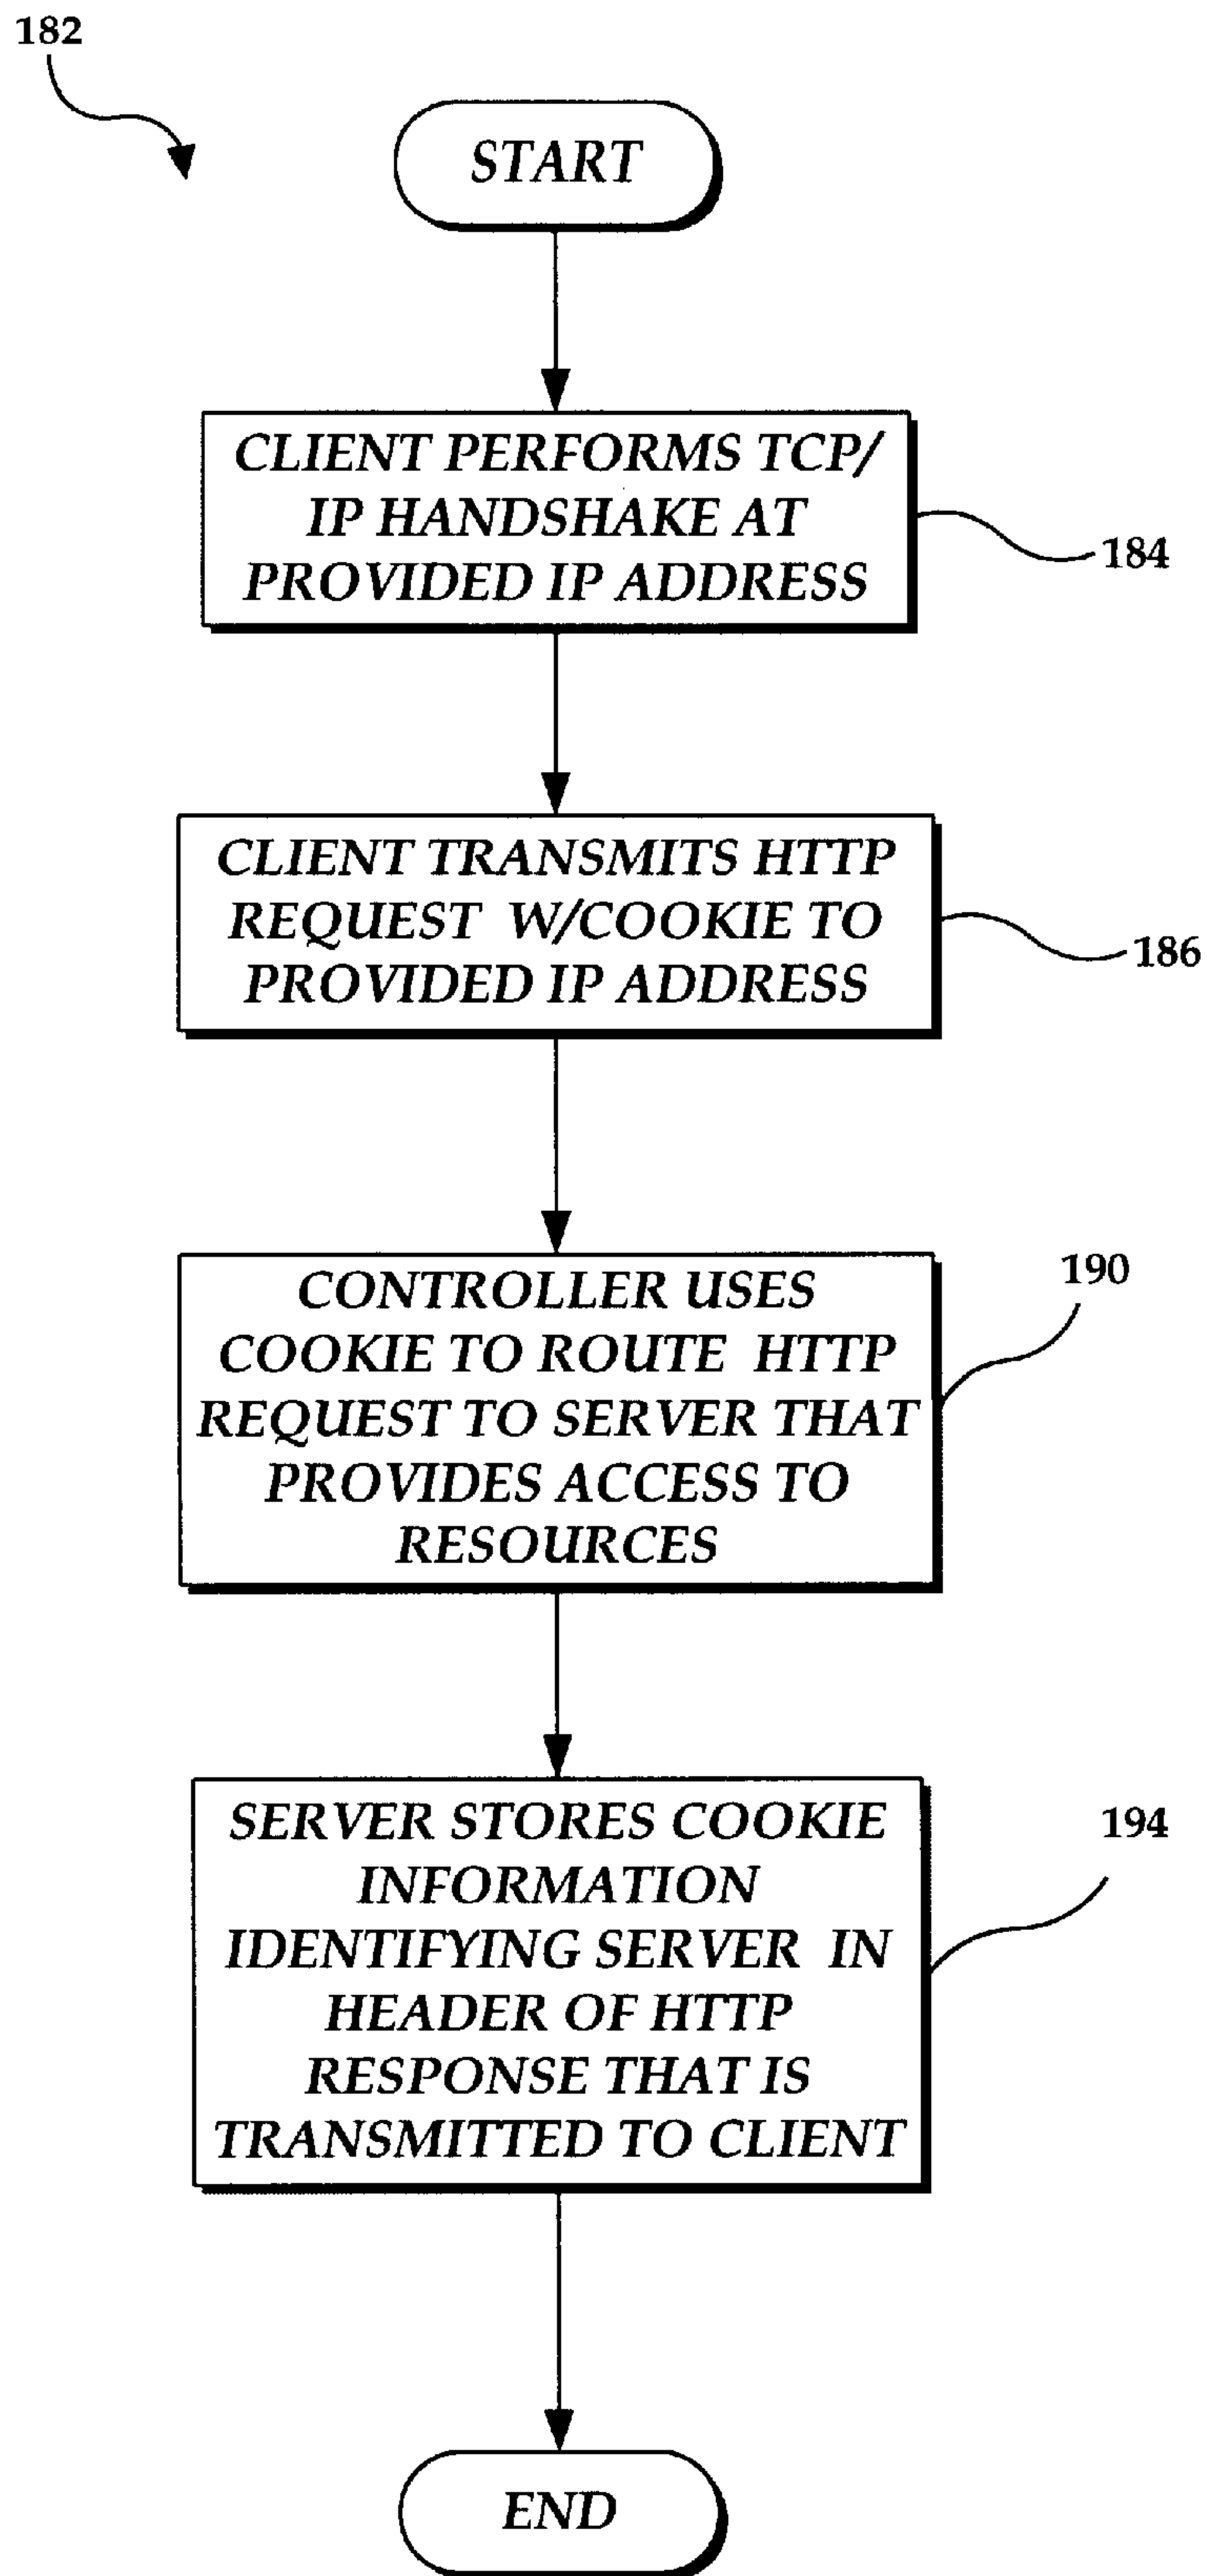 182
START
CLIENT PERFORMS TCP/
IP HANDSHAKE AT
PROVIDED IP ADDRESS
184
CLIENT TRANSMITS HTTP
REQUEST W/COOKIE TO
PROVIDED IP ADDRESS
186
CONTROLLER USES
COOKIE TO ROUTE HTTP
REQUEST TO SERVER THAT
PROVIDES ACCESS TO
RESOURCES
190
SERVER STORES COOKIE
INFORMATION
IDENTIFYING SERVER IN
HEADER OF HTTP
RESPONSE THAT IS
TRANSMITTED TO CLIENT
194
END